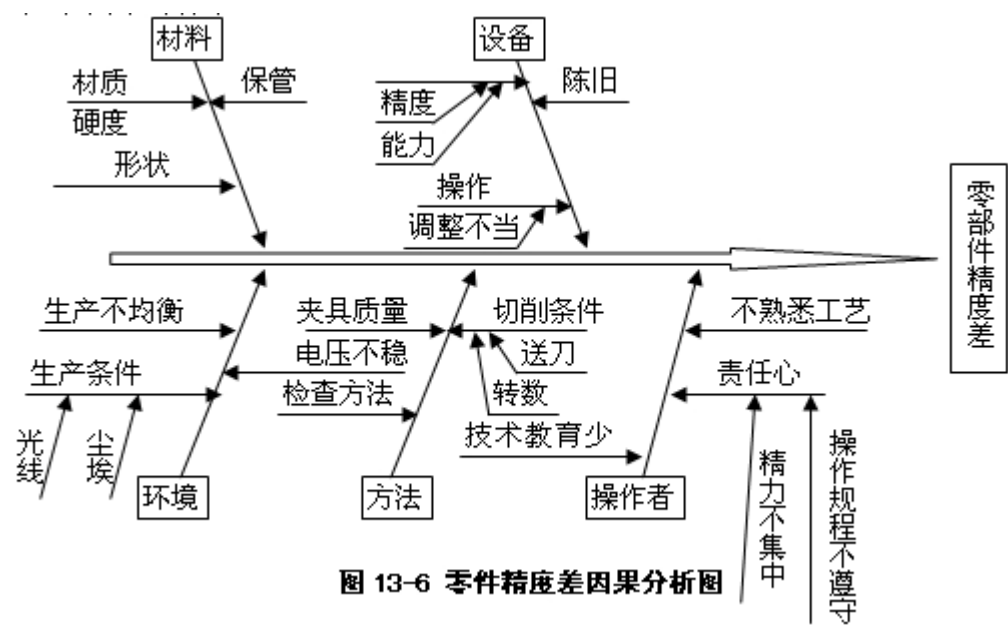 材料
设备
材质
保管
硬度
形状
精度
陈旧
能力
操作
调整不当
零部件精度差
生产不均衡
夹具质量
切削条件
不熟悉工艺
电压不稳
送刀
生产条件
检查方法
转数
责任心
技术教育少
光线
尘埃
环境
方法
操作者
精力不集中
操作规程不遵守
图 13-6 零件精度差因果分析图